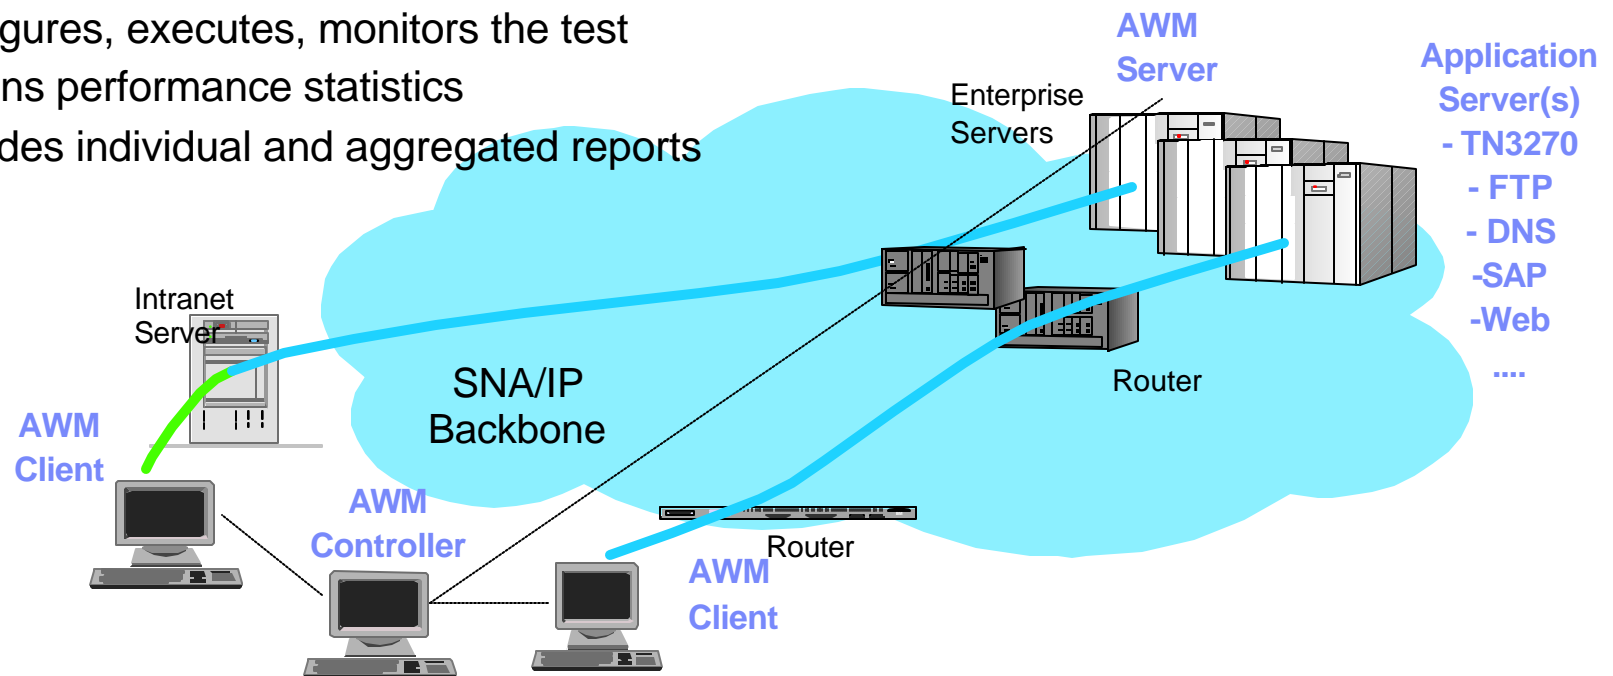 gures, executes, monitors the test
ns performance statistics
des individual and aggregated reports
AWM
Server
Application
Server(s)
- TN3270
- FTP
- DNS
-SAP
-Web
....
Enterprise
Servers
Intranet
Server
SNA/IP
Backbone
Router
AWM
Client
AWM
Controller
Router
AWM
Client